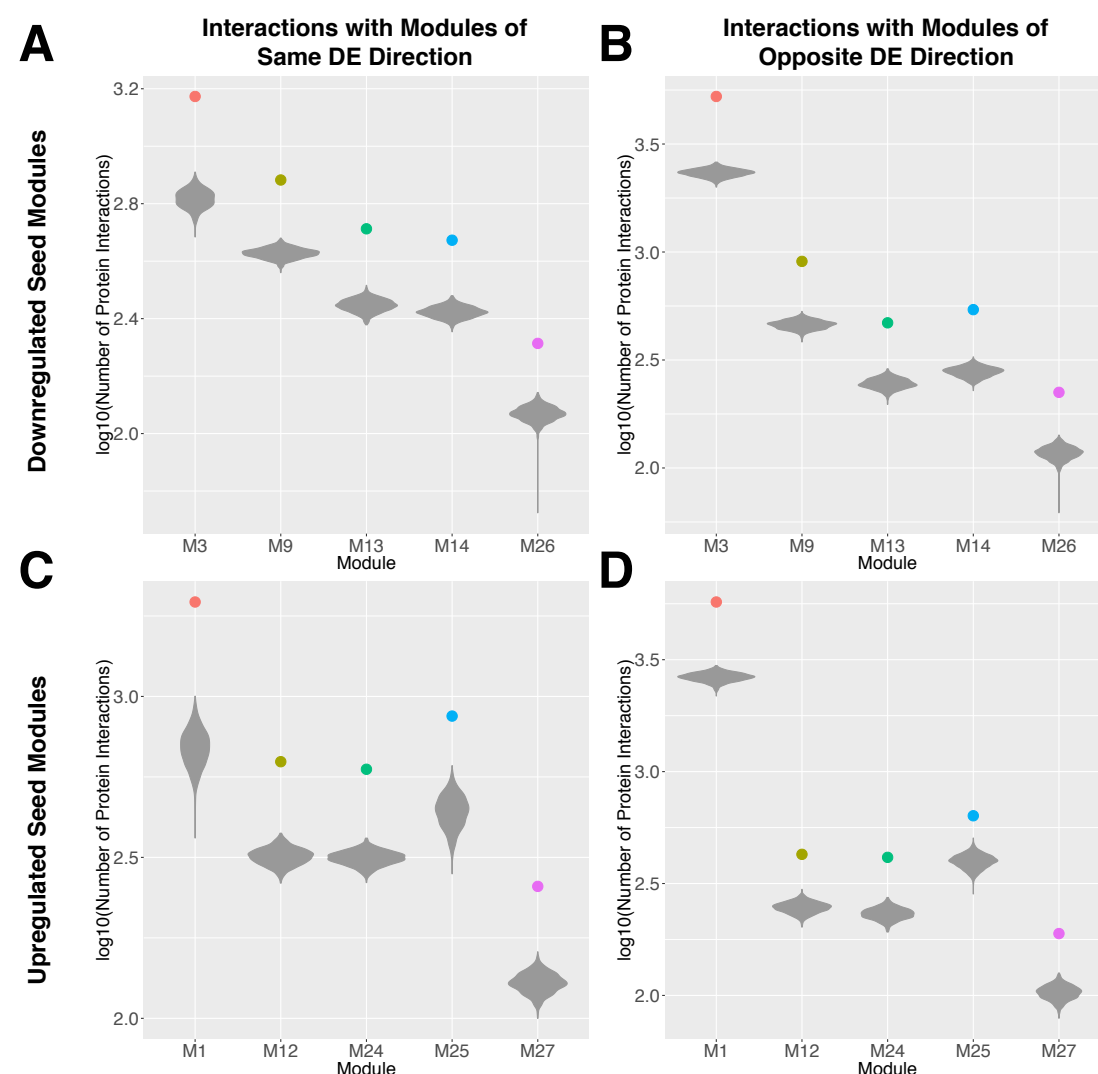 A
Interactions with Modules of
Same DE Direction
B
Interactions with Modules of
Opposite DE Direction
Downregulated Seed Modules
log10(Number of Protein Interactions)
3.2
2.8
2.4
2.0
M3 M9 M13 M14 M26
Module
log10(Number of Protein Interactions)
3.5
3.0
2.5
2.0
M3 M9 M13 M14 M26
Module
C
D
Upregulated Seed Modules
log10(Number of Protein Interactions)
3.0
2.5
2.0
M1 M12 M24 M25 M27
Module
log10(Number of Protein Interactions)
3.5
3.0
2.5
2.0
M1 M12 M24 M25 M27
Module